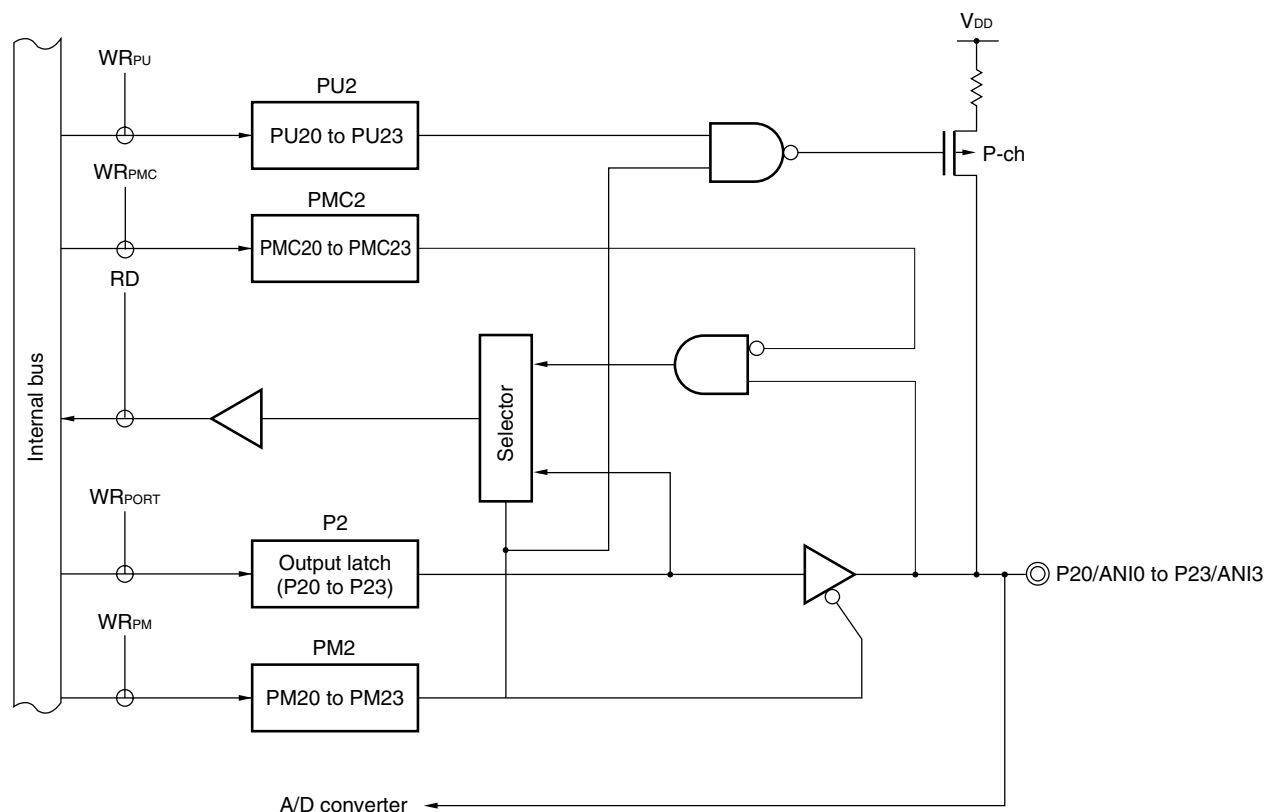 VDD
WRPU
PU2
PU20 to PU23
P-ch
WRPMC
PMC2
PMC20 to PMC23
RD
Internal bus
Selector
WRPORT
P2
Output latch
(P20 to P23)
P20/ANI0 to P23/ANI3
WRPM
PM2
PM20 to PM23
A/D converter